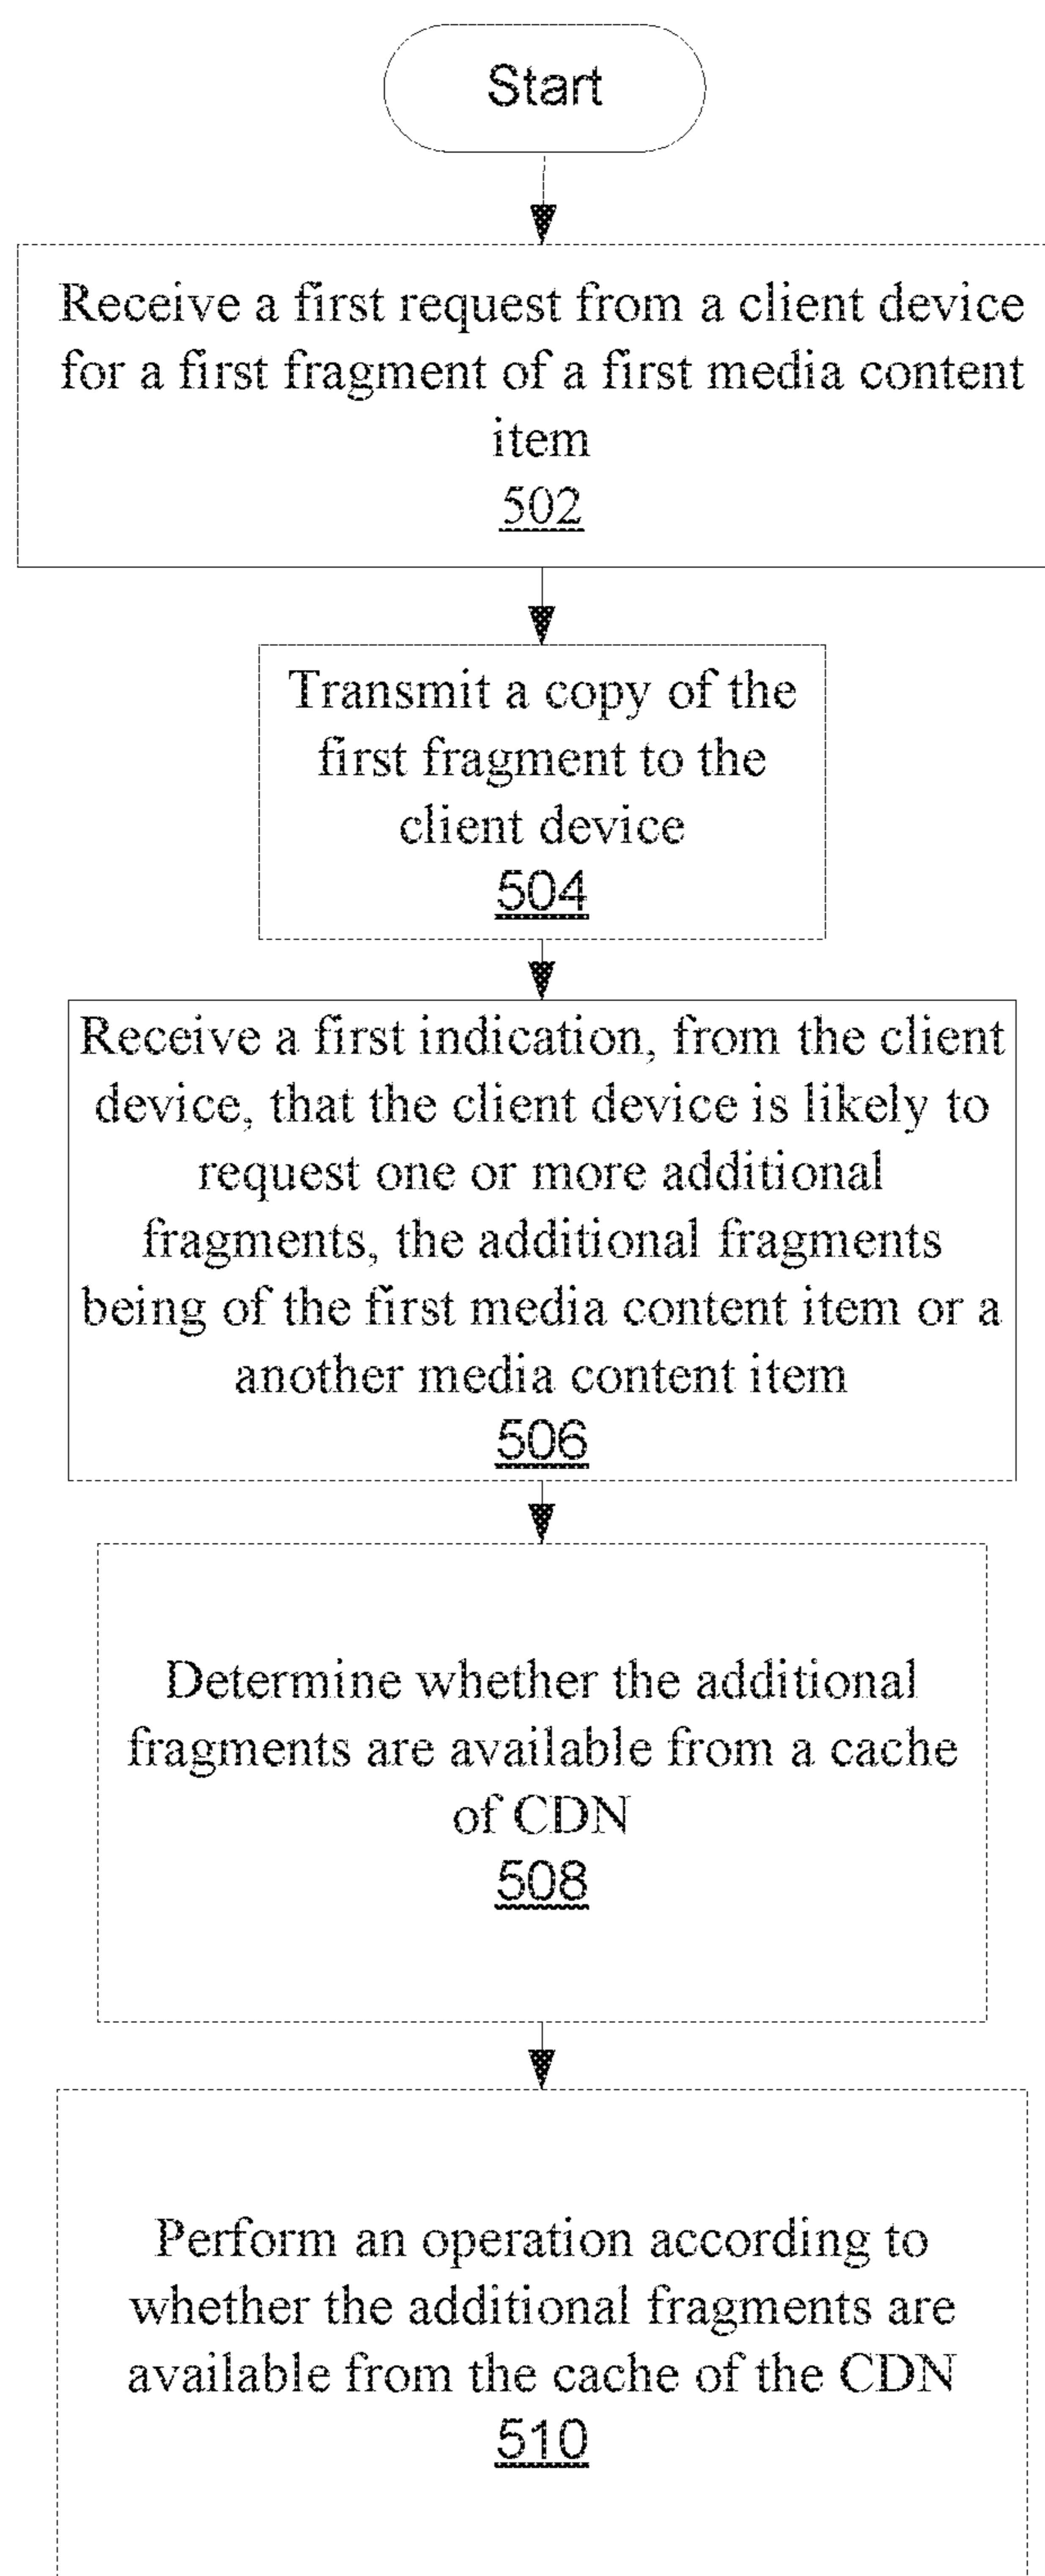 Start
Receive a first request from a client device
for a first fragment of a first media content
item
502
Transmit a copy of the
first fragment to the
client device
504
Receive a first indication, from the client
device, that the client device is likely to
request one or more additional
fragments, the additional fragments
being of the first media content item or a
another media content item
506
Determine whether the additional
fragments are available from a cache
of CDN
508
Perform an operation according to
whether the additional fragments are
available from the cache of the CDN
510